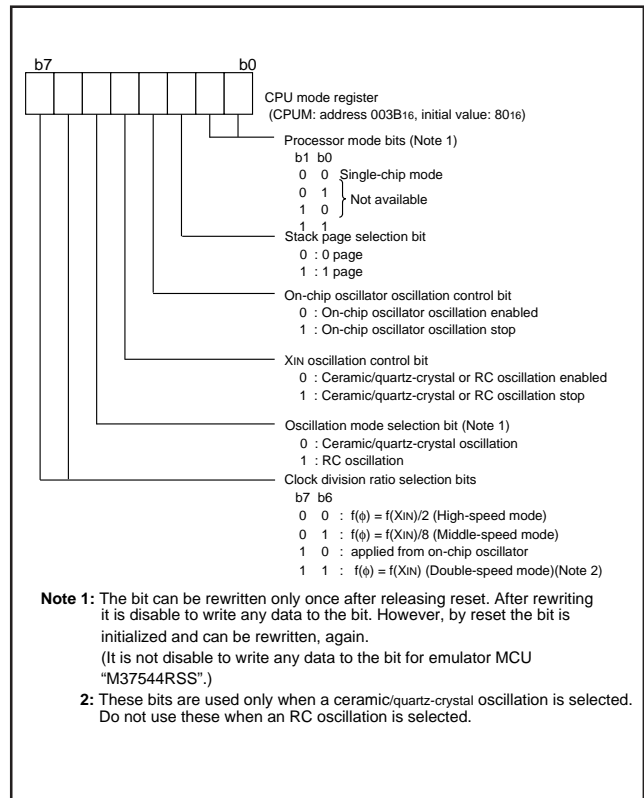 b7 b0
CPU mode register
(CPUM: address 003B16, initial value: 8016)
Processor mode bits (Note 1)
b1 b0
0 0 Single-chip mode
0 1
1 0
Not available
1 1
Stack page selection bit
0 : 0 page
1 : 1 page
On-chip oscillator oscillation control bit
0 : On-chip oscillator oscillation enabled
1 : On-chip oscillator oscillation stop
XIN oscillation control bit
0 : Ceramic/quartz-crystal or RC oscillation enabled
1 : Ceramic/quartz-crystal or RC oscillation stop
Oscillation mode selection bit (Note 1)
0 : Ceramic/quartz-crystal oscillation
1 : RC oscillation
Clock division ratio selection bits
b7 b6
0 0 : f(φ) = f(XIN)/2 (High-speed mode)
0 1 : f(φ) = f(XIN)/8 (Middle-speed mode)
1 0 : applied from on-chip oscillator
1 1 : f(φ) = f(XIN) (Double-speed mode)(Note 2)
Note 1: The bit can be rewritten only once after releasing reset. After rewriting
it is disable to write any data to the bit. However, by reset the bit is
initialized and can be rewritten, again.
(It is not disable to write any data to the bit for emulator MCU
“M37544RSS”.)
2: These bits are used only when a ceramic/quartz-crystal oscillation is selected.
Do not use these when an RC oscillation is selected.